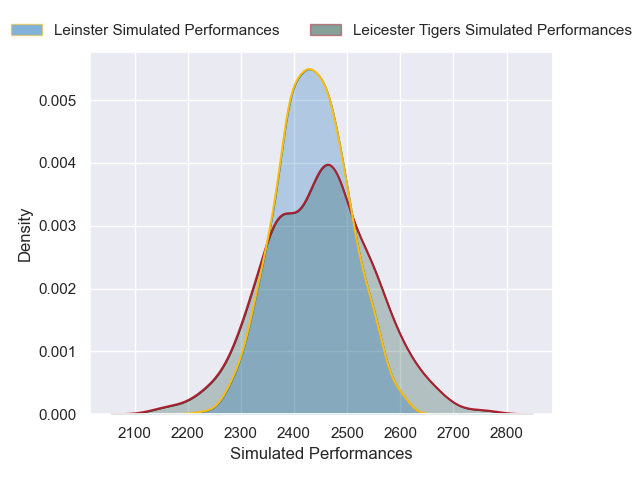 Leinster Simulated Performances Leicester Tigers Simulated Performances
0.005
0.004
0.003
0.002
0.001
0.000
Density
2100 2200 2300 2400 2500 2600 2700 2800
Simulated Performances